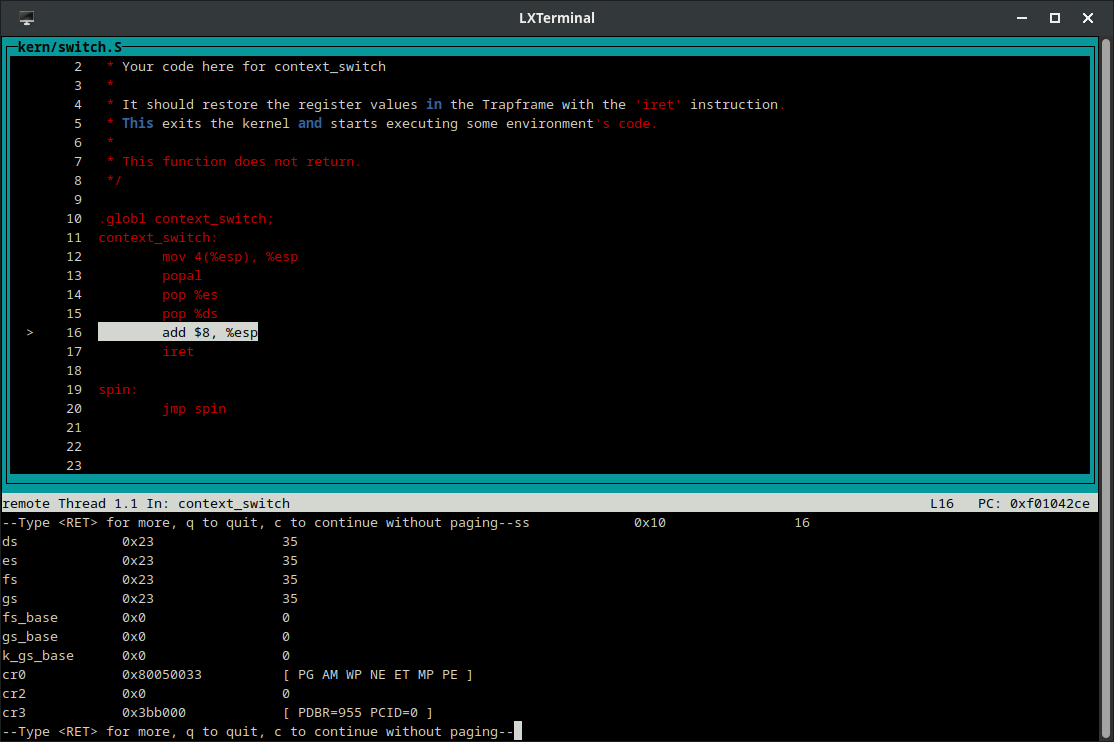 LXTerminal
kern/switch.S
2 * Your code here for context_switch
3 *
4 * It should restore the register values in the Trapframe with the 'iret' instruction.
5 * This exits the kernel and starts executing some environment's code.
6 *
7 * This function does not return.
8 */
9
10 .globl context_switch;
11 context_switch:
12 mov 4(%esp), %esp
13 popal
14 pop %es
15 pop %ds
> 16 add $8, %esp
17 iret
18
19 spin:
20 jmp spin
21
22
23
remote Thread 1.1 In: context_switch L16 PC: 0xf01042ce
--Type <RET> for more, q to quit, c to continue without paging--ss 0x10 16
ds 0x23 35
es 0x23 35
fs 0x23 35
gs 0x23 35
fs_base 0x0 0
gs_base 0x0 0
k_gs_base 0x0 0
cr0 0x80050033 [ PG AM WP NE ET MP PE ]
cr2 0x0 0
cr3 0x3bb000 [ PDBR=955 PCID=0 ]
--Type <RET> for more, q to quit, c to continue without paging--